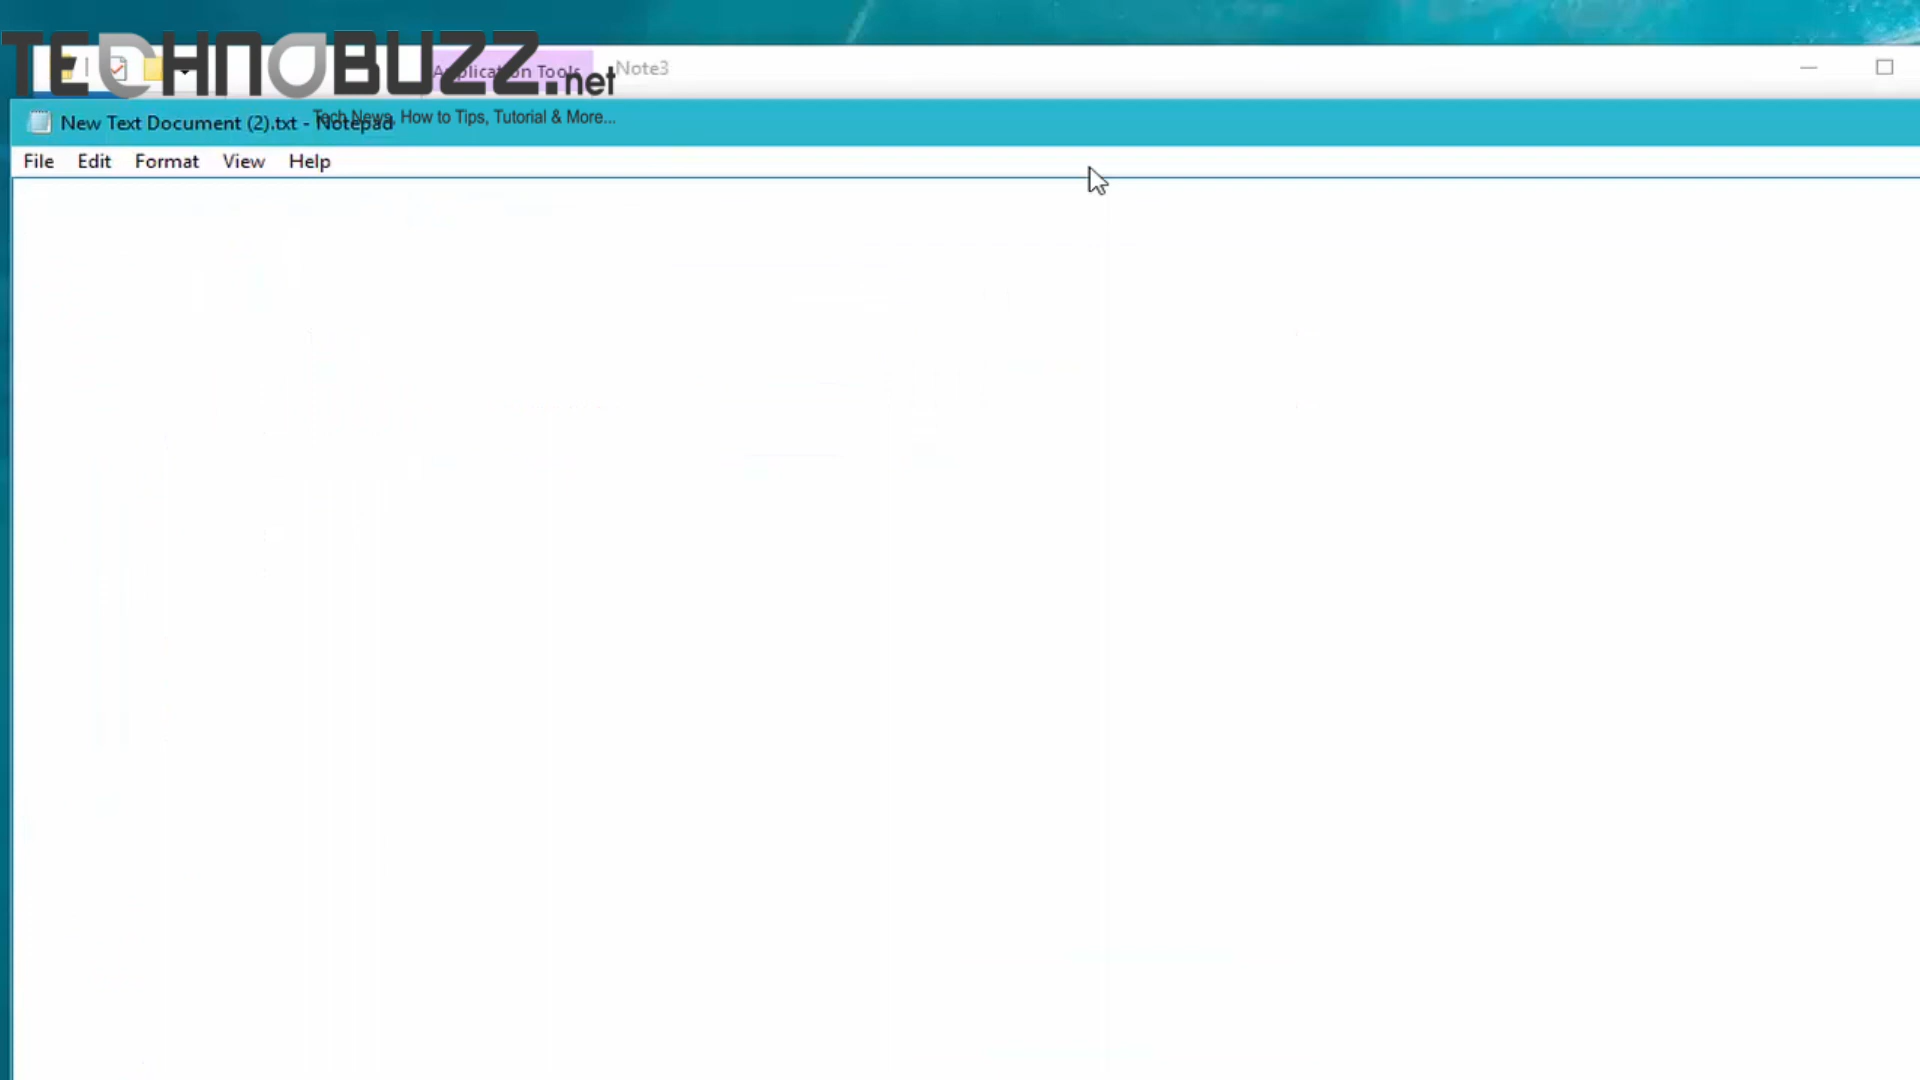 TECHNOBUZZ.net
Application Tools
Note3
New Text Document (2).txt - Notepad
Tech News, How to Tips, Tutorial & More...
File Edit Format View Help